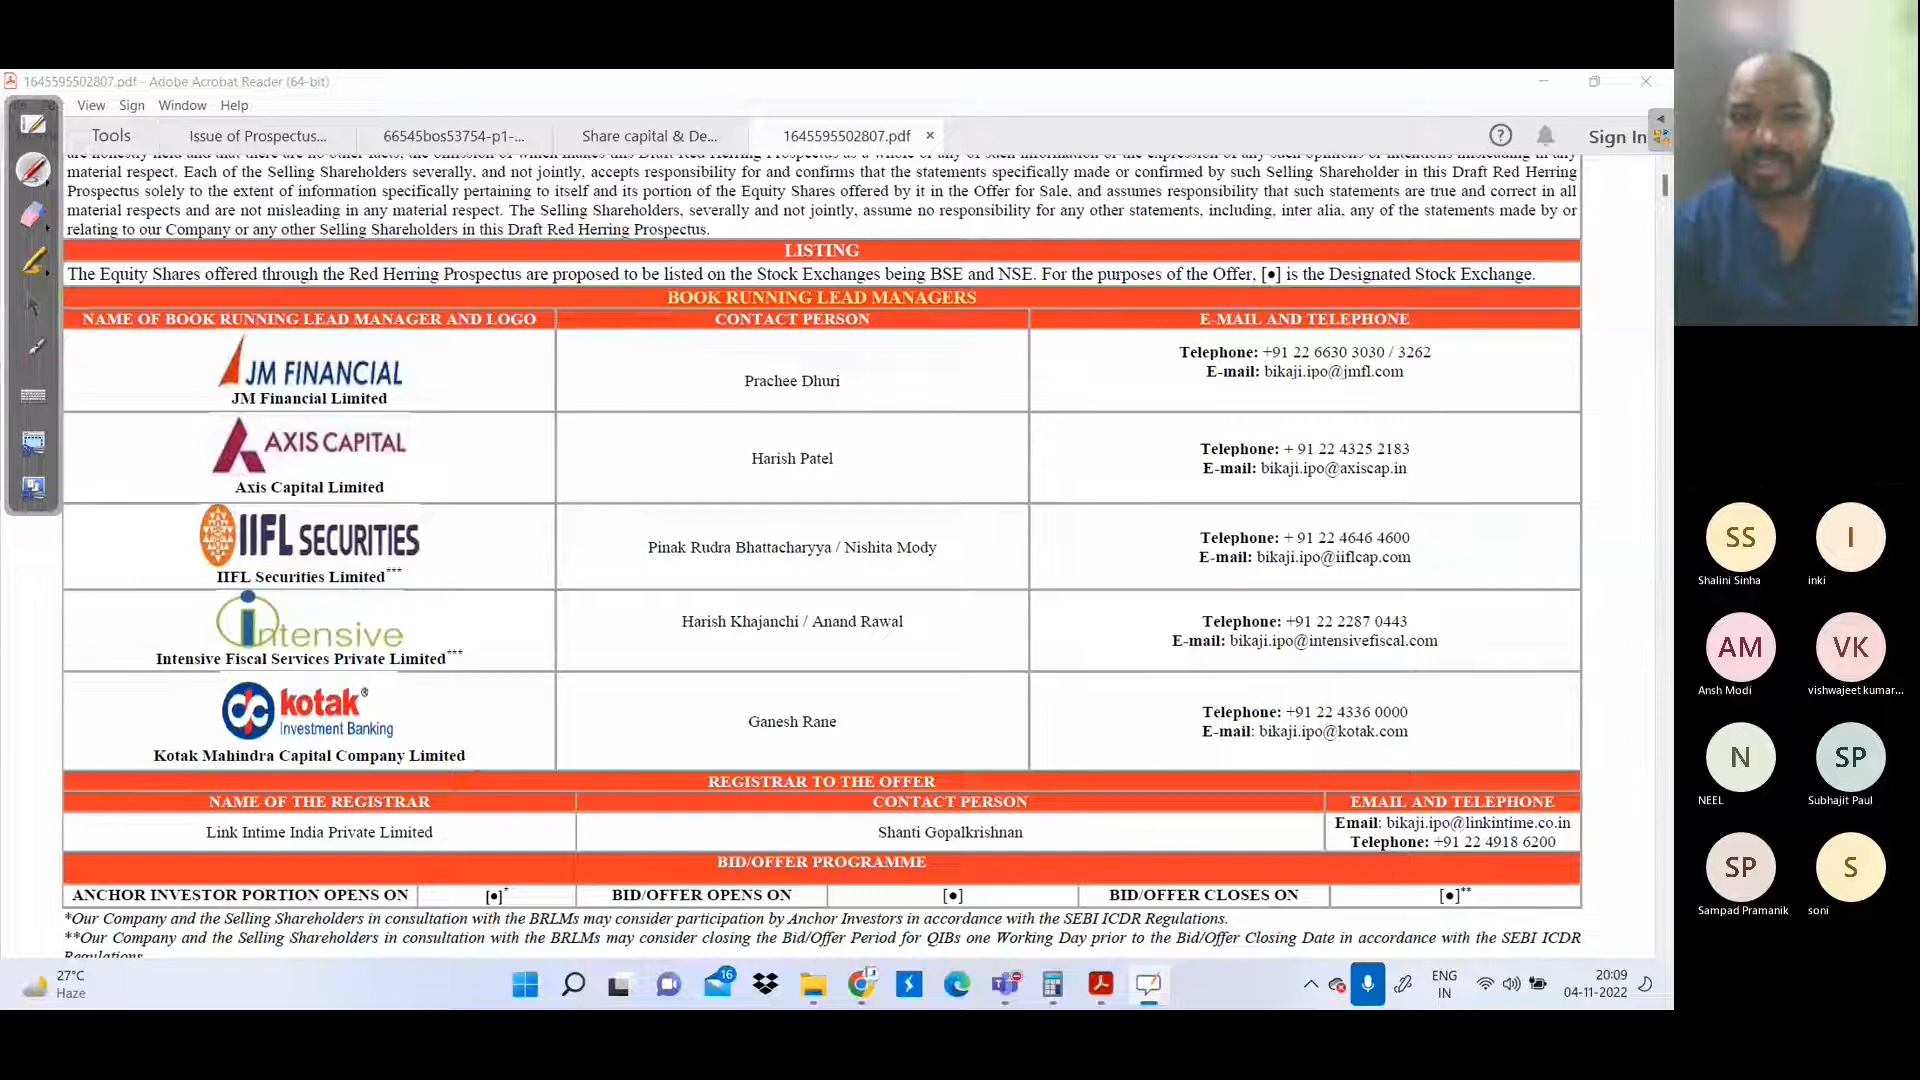 1645595502807.pdf - Adobe Acrobat Reader (64-bit)
View Sign Window Help
Tools Issue of Prospectus... 66545bos53754-p1-... Share capital & De... 1645595502807.pdf × Sign In
material respect. Each of the Selling Shareholders severally, and not jointly, accepts responsibility for and confirms that the statements specifically made or confirmed by such Selling Shareholder in this Draft Red Herring
Prospectus solely to the extent of information specifically pertaining to itself and its portion of the Equity Shares offered by it in the Offer for Sale, and assumes responsibility that such statements are true and correct in all
material respects and are not misleading in any material respect. The Selling Shareholders, severally and not jointly, assume no responsibility for any other statements, including, inter alia, any of the statements made by or
relating to our Company or any other Selling Shareholders in this Draft Red Herring Prospectus.
LISTING
The Equity Shares offered through the Red Herring Prospectus are proposed to be listed on the Stock Exchanges being BSE and NSE. For the purposes of the Offer, [●] is the Designated Stock Exchange.
BOOK RUNNING LEAD MANAGERS
NAME OF BOOK RUNNING LEAD MANAGER AND LOGO CONTACT PERSON E-MAIL AND TELEPHONE
JM FINANCIAL
JM Financial Limited
Prachee Dhuri
Telephone: +91 22 6630 3030 / 3262
E-mail: bikaji.ipo@jmfl.com
AXIS CAPITAL
Axis Capital Limited
Harish Patel
Telephone: + 91 22 4325 2183
E-mail: bikaji.ipo@axiscap.in
IIFL SECURITIES
IIFL Securities Limited***
Pinak Rudra Bhattacharyya / Nishita Mody
Telephone: + 91 22 4646 4600
E-mail: bikaji.ipo@iiflcap.com
intensive
Intensive Fiscal Services Private Limited***
Harish Khajanchi / Anand Rawal
Telephone: +91 22 2287 0443
E-mail: bikaji.ipo@intensivefiscal.com
kotak®
Investment Banking
Kotak Mahindra Capital Company Limited
Ganesh Rane
Telephone: +91 22 4336 0000
E-mail: bikaji.ipo@kotak.com
REGISTRAR TO THE OFFER
NAME OF THE REGISTRAR CONTACT PERSON EMAIL AND TELEPHONE
Link Intime India Private Limited
Shanti Gopalkrishnan
Email: bikaji.ipo@linkintime.co.in
Telephone: +91 22 4918 6200
BID/OFFER PROGRAMME
ANCHOR INVESTOR PORTION OPENS ON [●]* BID/OFFER OPENS ON [●] BID/OFFER CLOSES ON [●]**
*Our Company and the Selling Shareholders in consultation with the BRLMs may consider participation by Anchor Investors in accordance with the SEBI ICDR Regulations.
**Our Company and the Selling Shareholders in consultation with the BRLMs may consider closing the Bid/Offer Period for QIBs one Working Day prior to the Bid/Offer Closing Date in accordance with the SEBI ICDR
Regulations.
27°C
Haze
16
ENG
IN
20:09
04-11-2022
SS I
Shalini Sinha inki
AM VK
Ansh Modi vishwajeet kumar...
N SP
NEEL Subhajit Paul
SP S
Sampad Pramanik soni